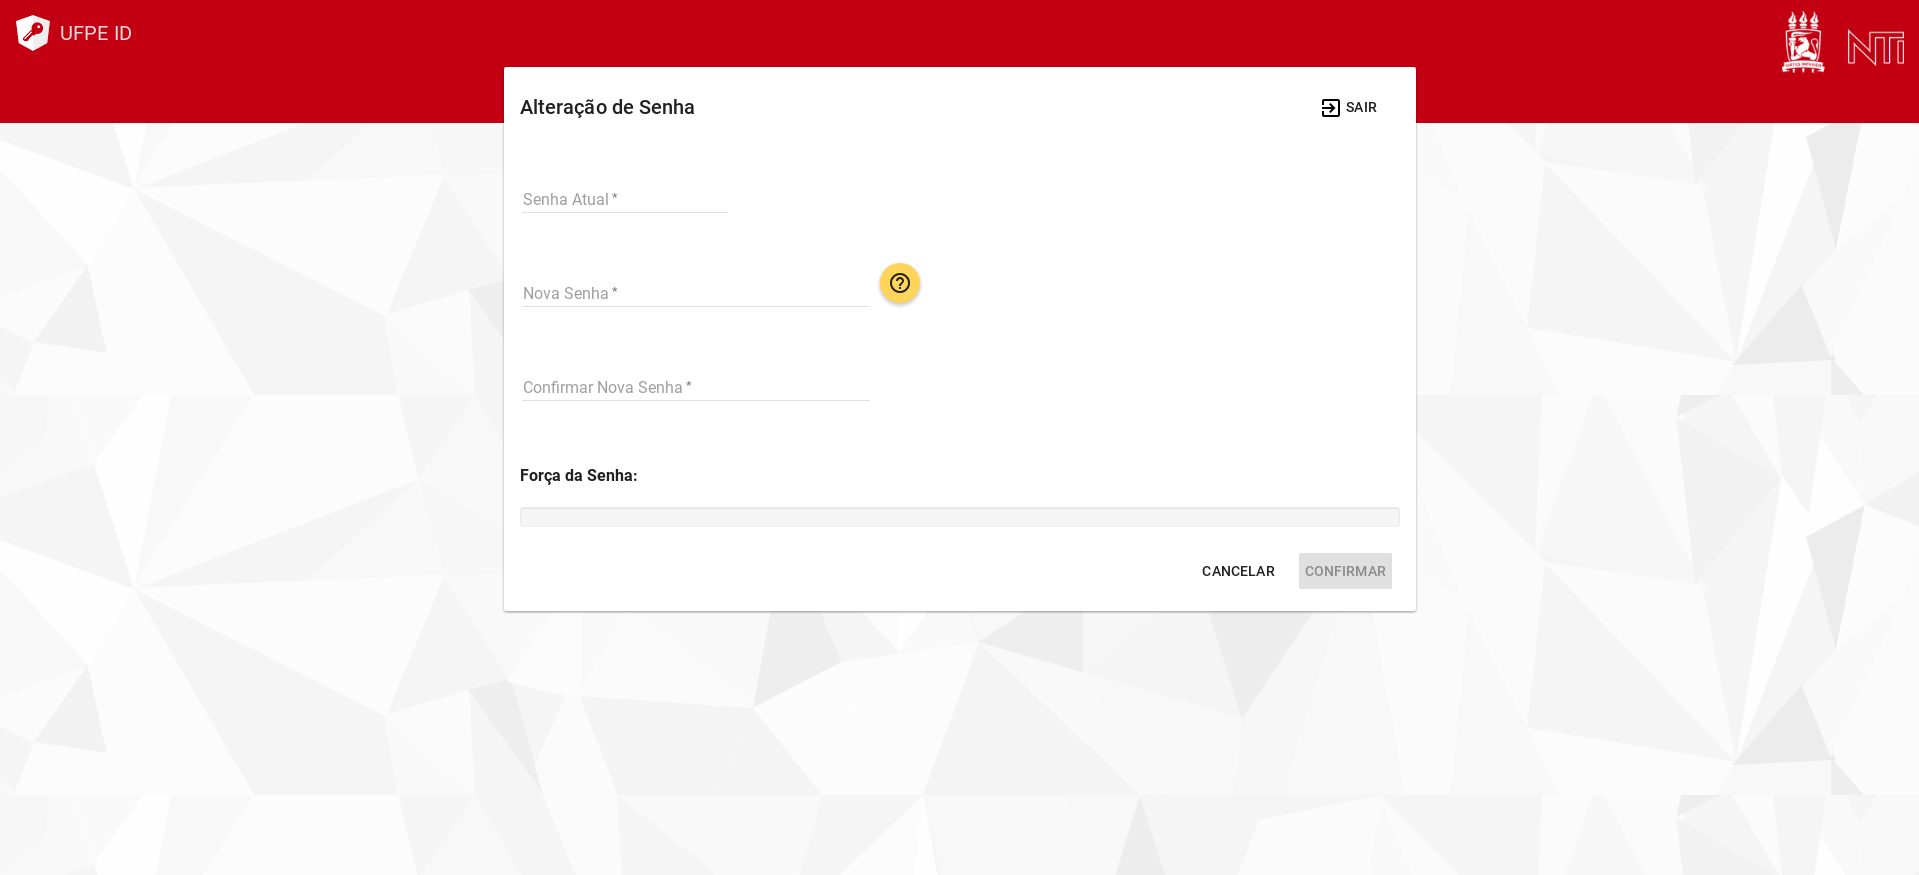 UFPE ID
NTI
Alteração de Senha
SAIR
Senha Atual *
Nova Senha *
Confirmar Nova Senha *
Força da Senha:
CANCELAR
CONFIRMAR